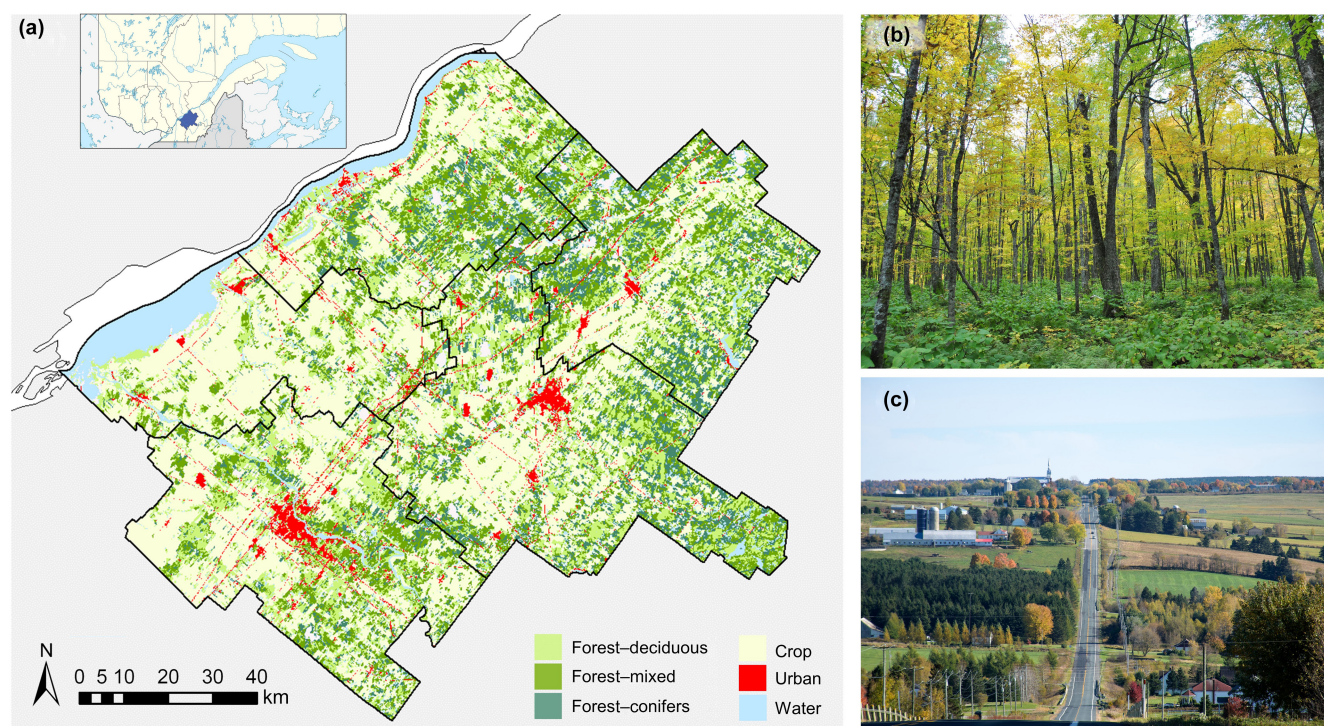 (a)
(b)
(c)
N
0 5 10 20 30 40
km
Forest–deciduous
Forest–mixed
Forest–conifers
Crop
Urban
Water